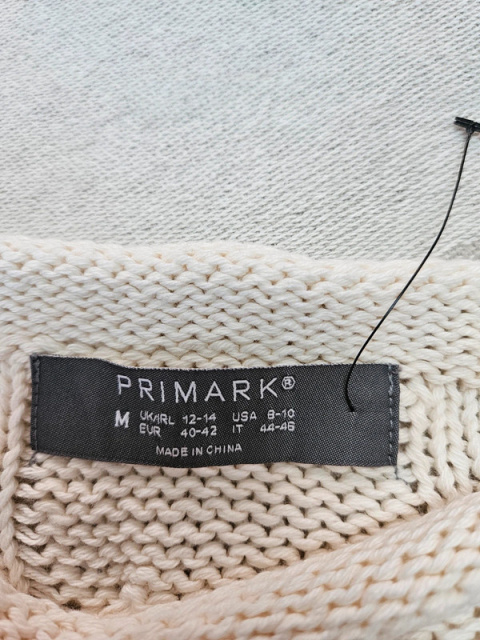 PRIMARK®
M UK/IRL 12-14 USA 8-10
EUR 40-42 IT 44-46
MADE IN CHINA